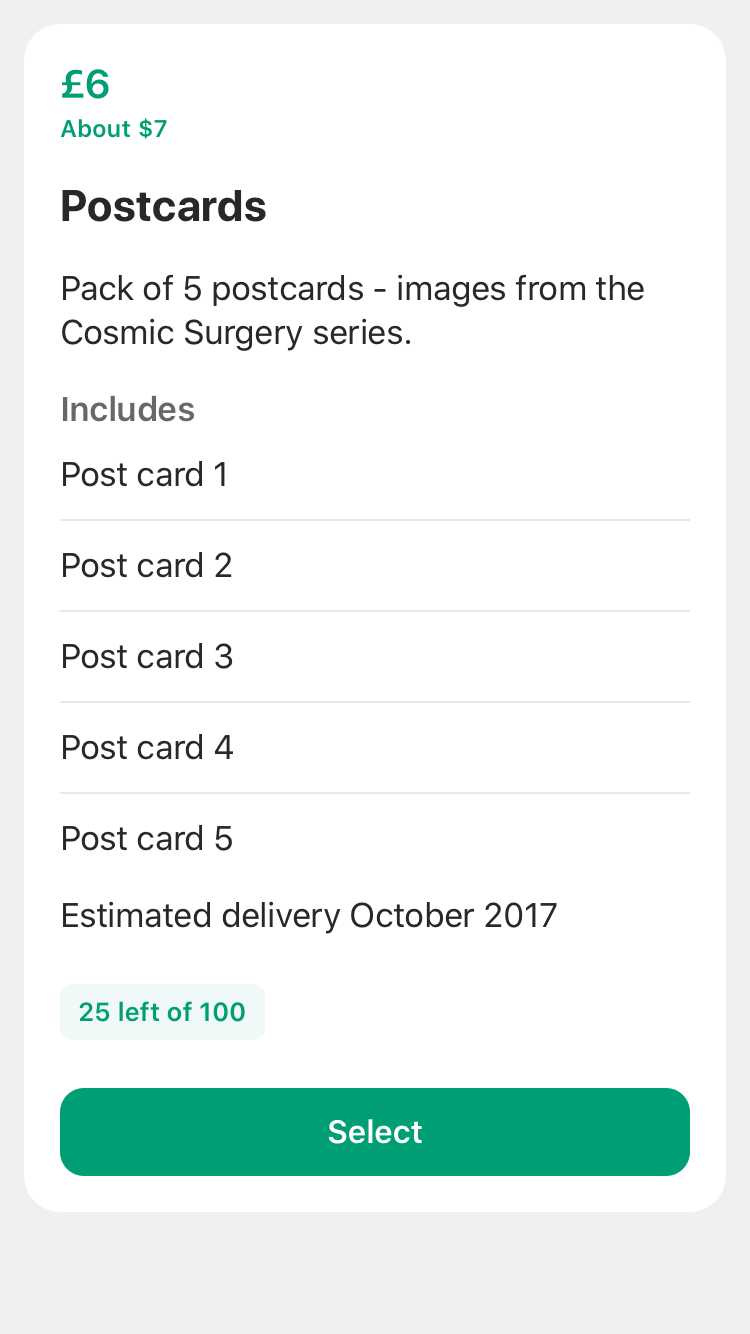 £6
About $7
Postcards
Pack of 5 postcards - images from the
Cosmic Surgery series.
Includes
Post card 1
Post card 2
Post card 3
Post card 4
Post card 5
Estimated delivery October 2017
25 left of 100
Select